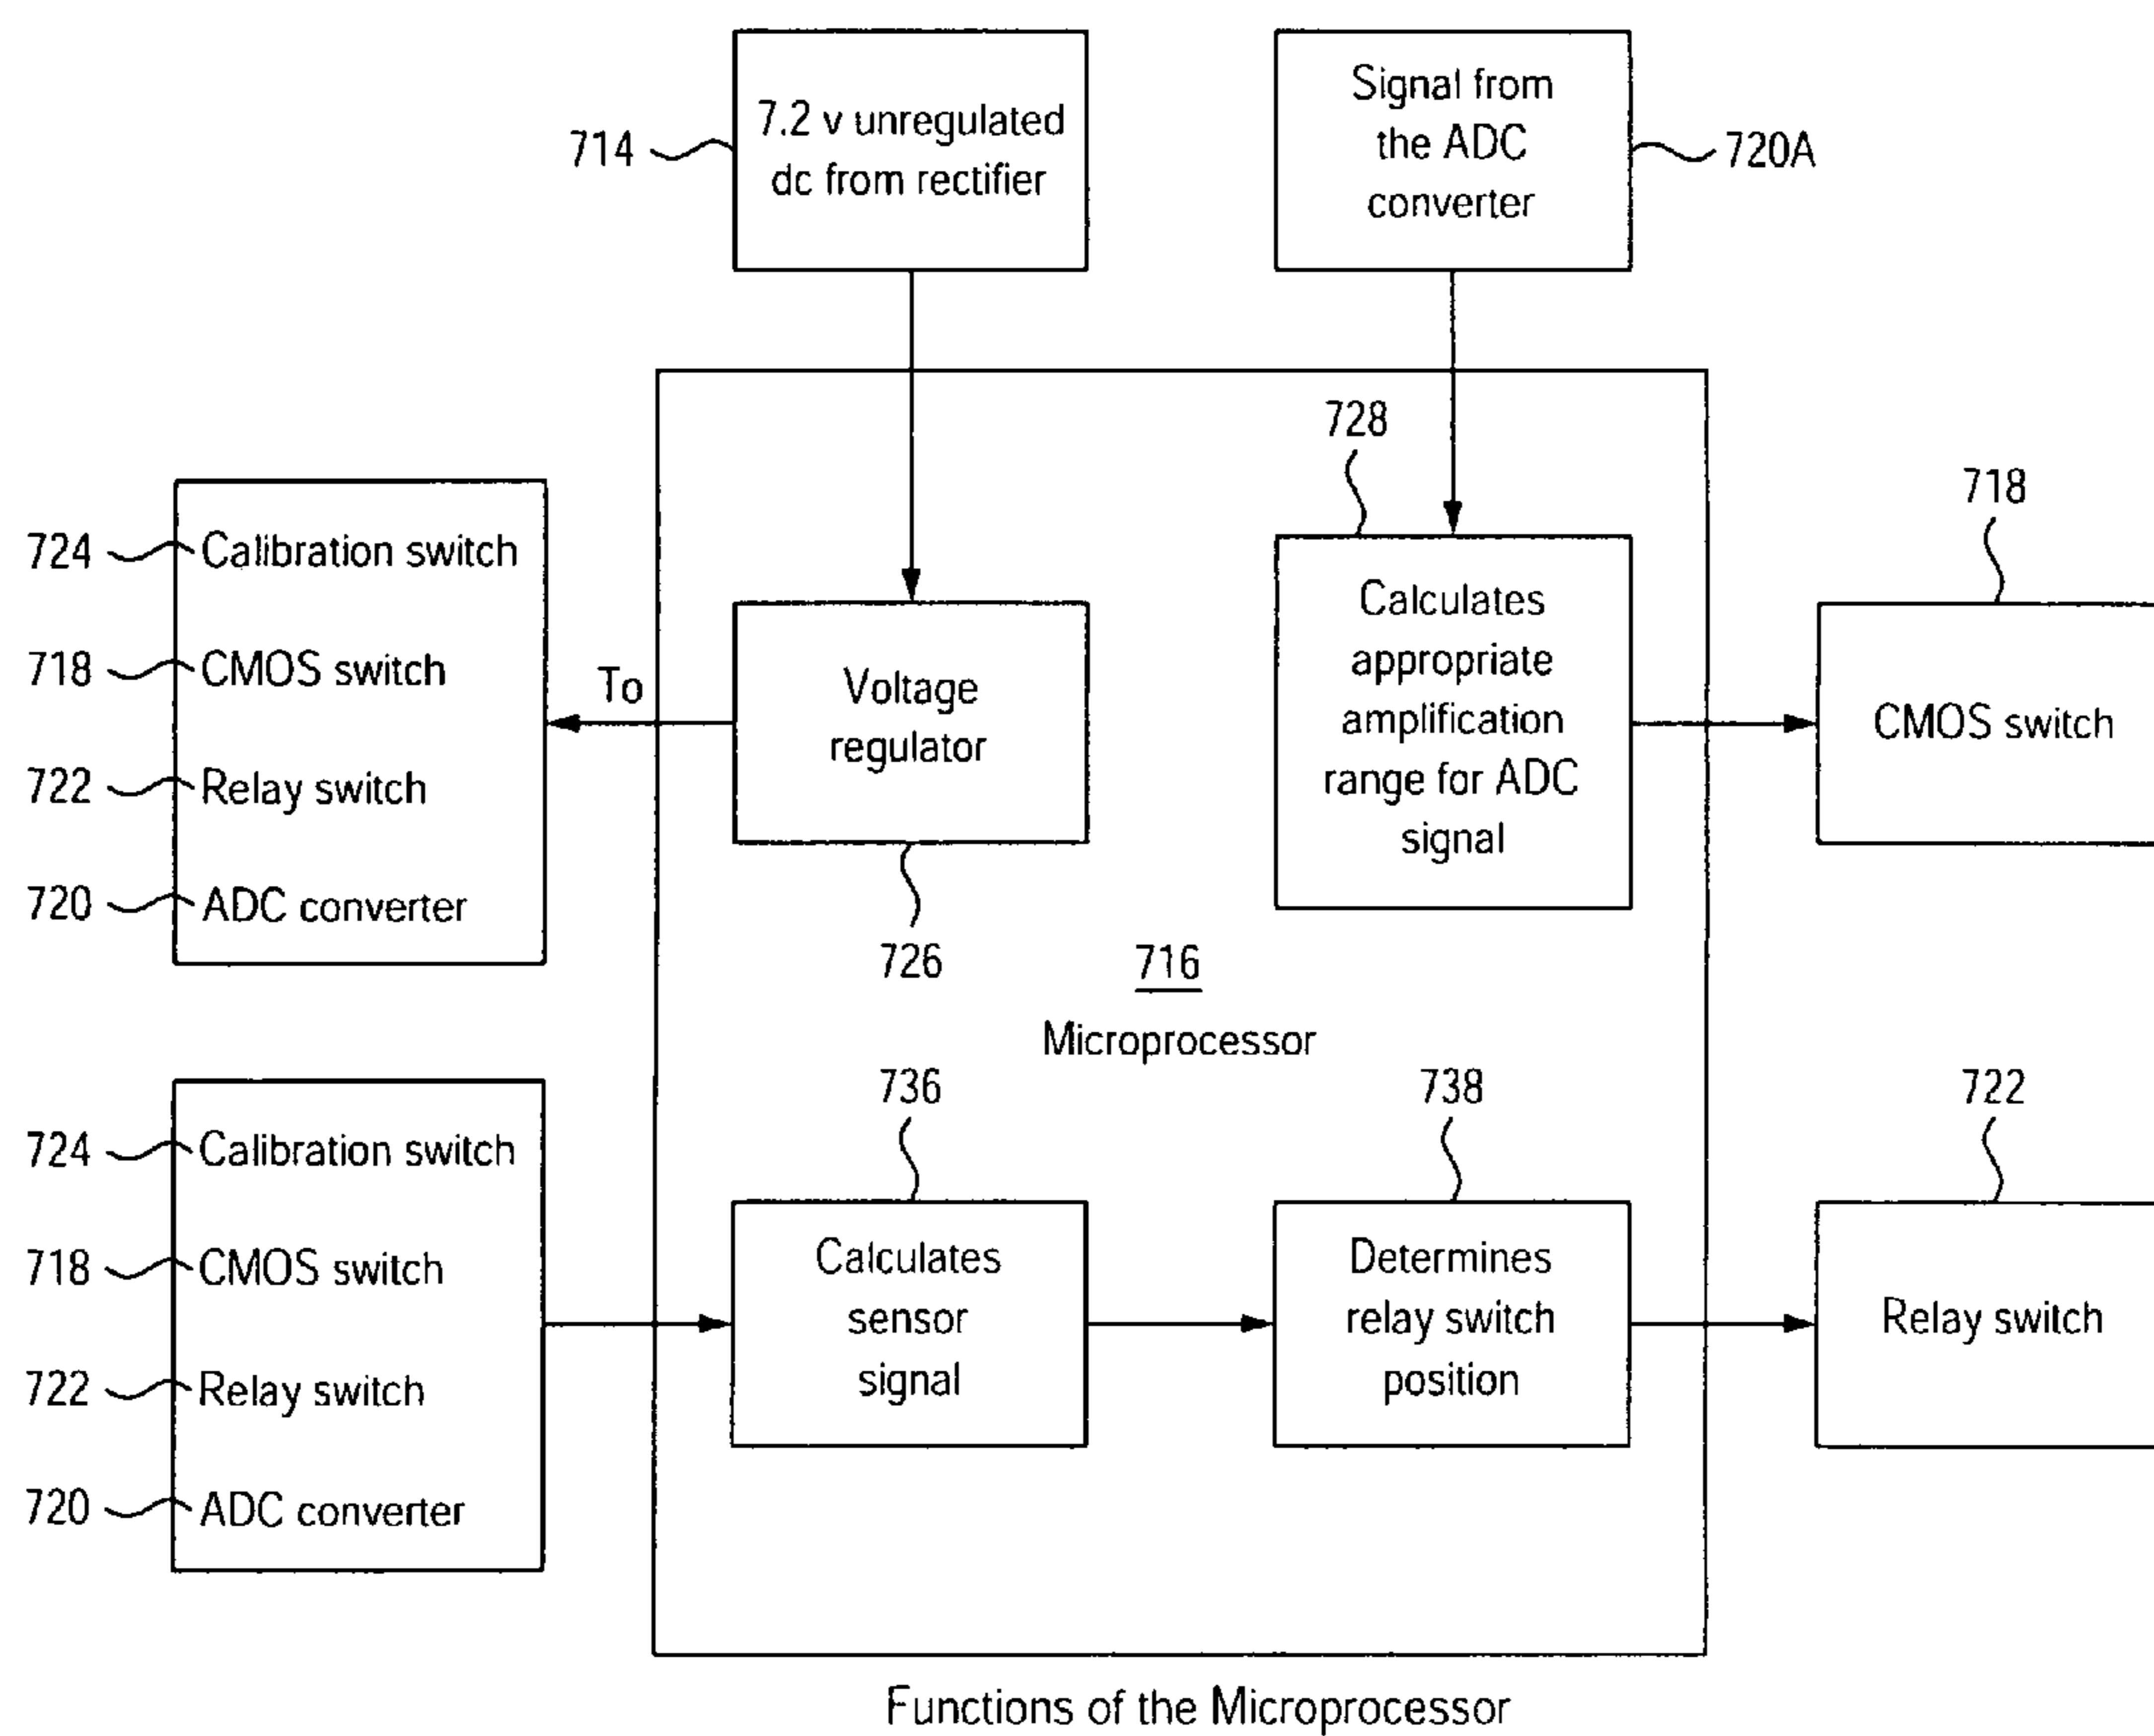 714
7.2 v unregulated
dc from rectifier
Signal from
the ADC
converter
720A
724
Calibration switch
718
CMOS switch
722
Relay switch
720
ADC converter
To
Voltage
regulator
726
728
Calculates
appropriate
amplification
range for ADC
signal
718
CMOS switch
716
Microprocessor
724
Calibration switch
718
CMOS switch
722
Relay switch
720
ADC converter
736
Calculates
sensor
signal
738
Determines
relay switch
position
722
Relay switch
Functions of the Microprocessor